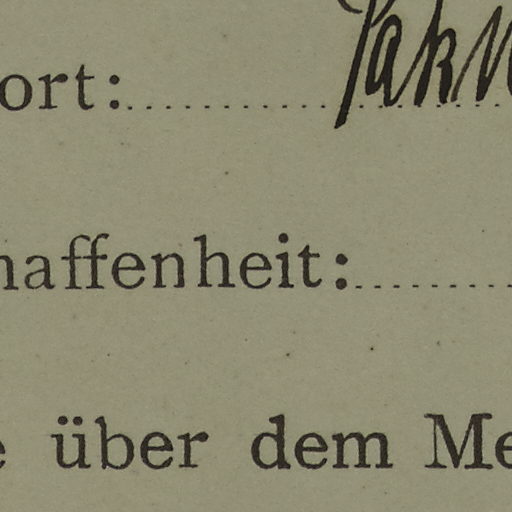 ort:
haffenheit:
e über dem Me